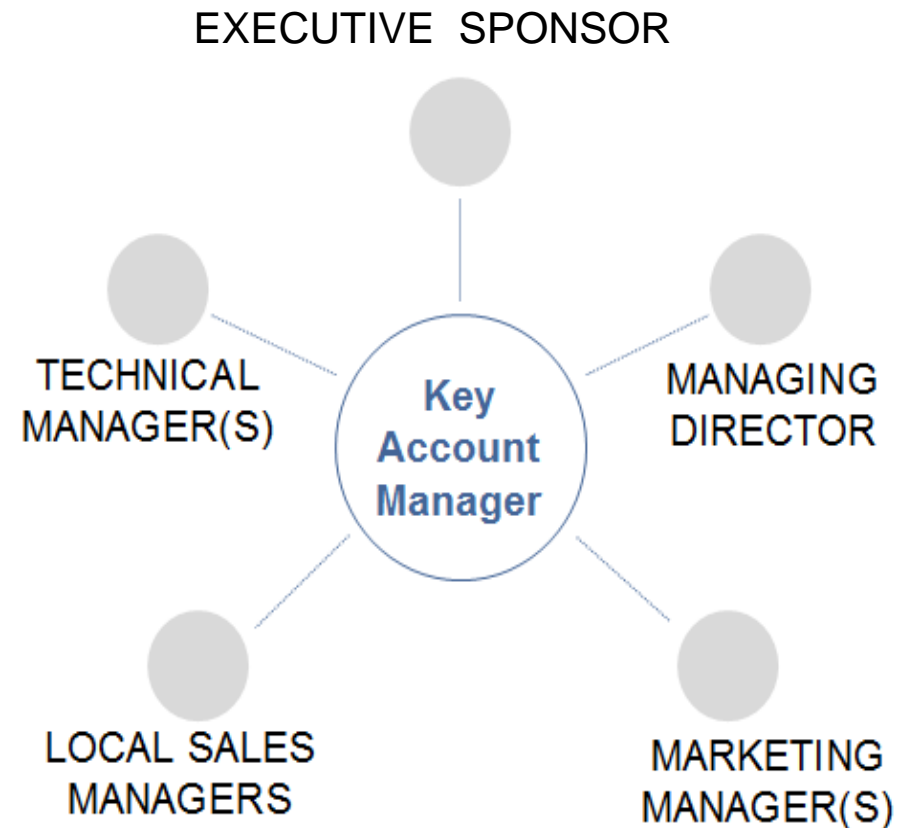 EXECUTIVE SPONSOR
TECHNICAL
MANAGER(S)
MANAGING
DIRECTOR
Key
Account
Manager
LOCAL SALES
MANAGERS
MARKETING
MANAGER(S)